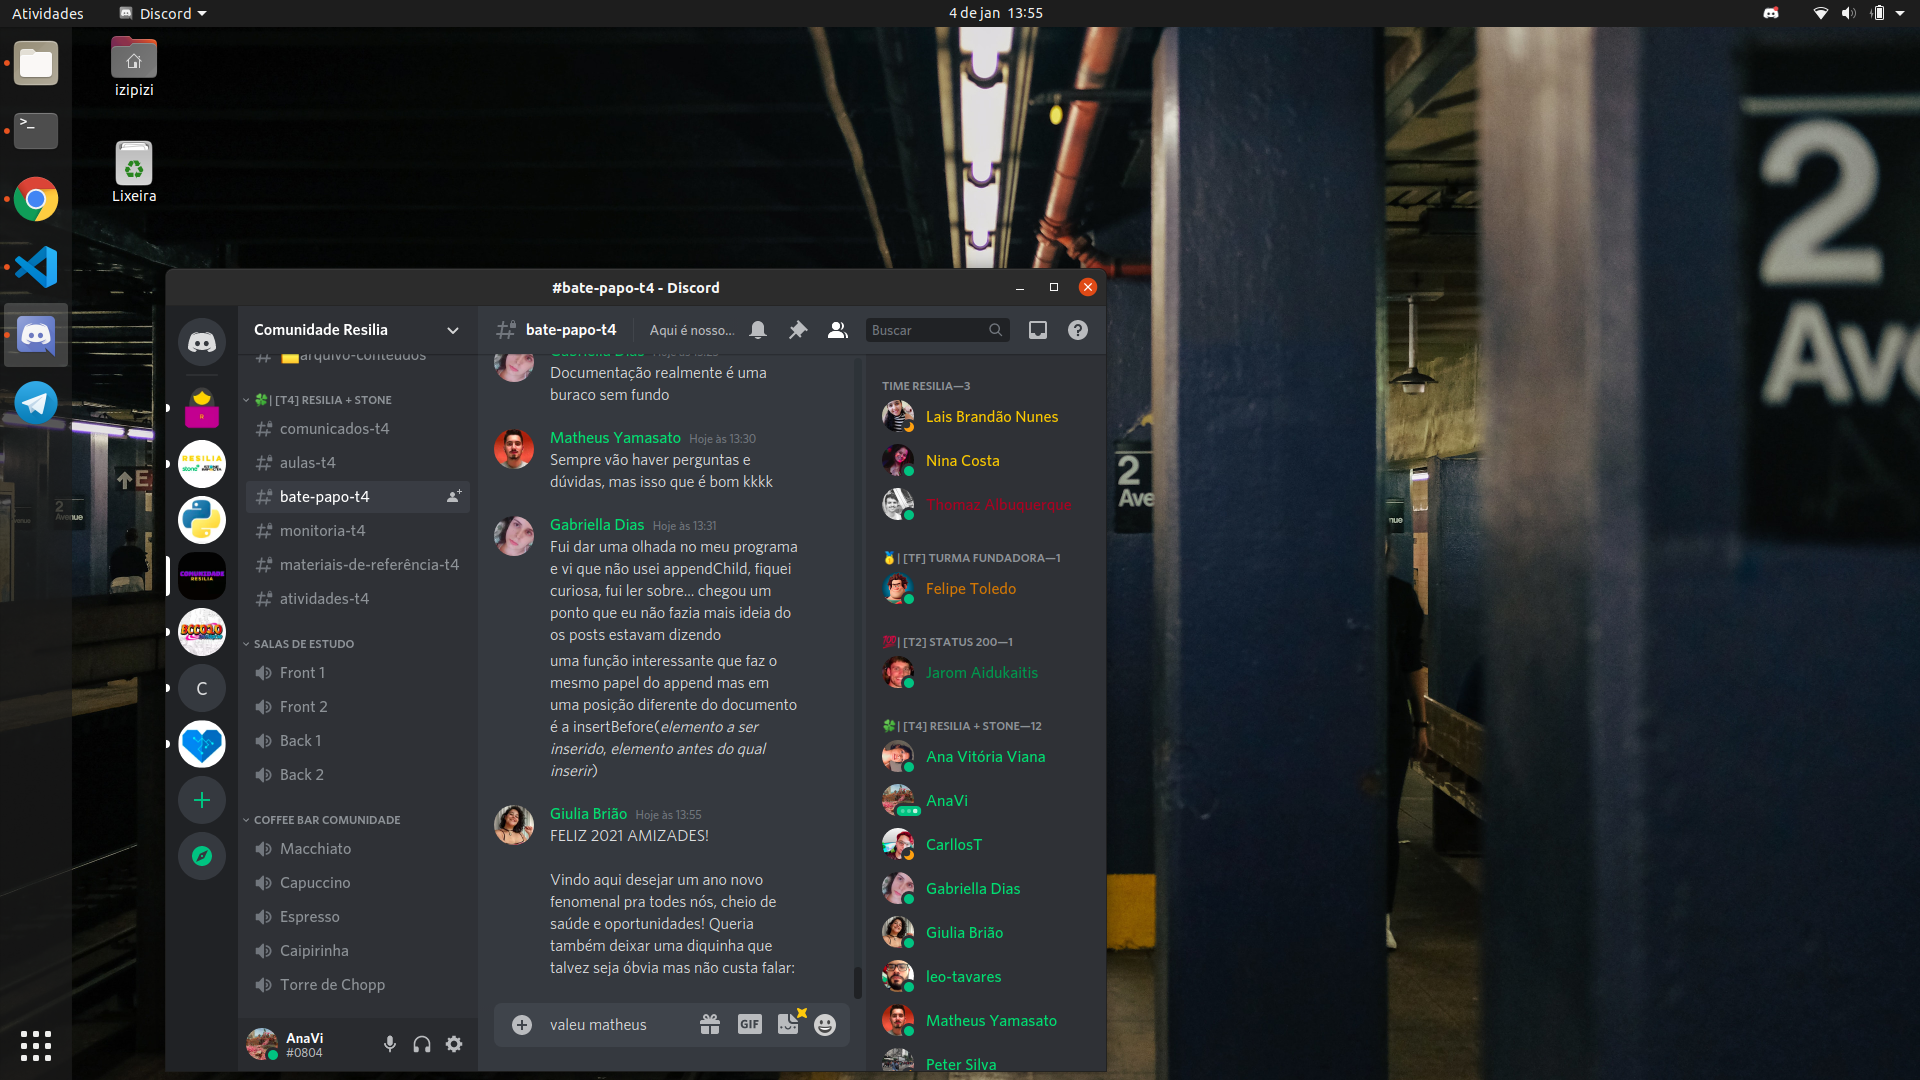 Atividades
Discord
4 de jan 13:55
izipizi
Lixeira
#bate-papo-t4 - Discord
Comunidade Resilia
bate-papo-t4
Aqui é nosso...
Buscar
arquivo-conteudos
[T4] RESILIA + STONE
comunicados-t4
aulas-t4
bate-papo-t4
monitoria-t4
materiais-de-referência-t4
atividades-t4
SALAS DE ESTUDO
Front 1
Front 2
Back 1
Back 2
COFFEE BAR COMUNIDADE
Macchiato
Capuccino
Espresso
Caipirinha
Torre de Chopp
AnaVi
#0804
RESILIA
COMUNIDADE
RESILIA
C
Gabriella Dias
Documentação realmente é uma
buraco sem fundo
Matheus Yamasato Hoje às 13:30
Sempre vão haver perguntas e
dúvidas, mas isso que é bom kkkk
Gabriella Dias Hoje às 13:31
Fui dar uma olhada no meu programa
e vi que não usei appendChild, fiquei
curiosa, fui ler sobre... chegou um
ponto que eu não fazia mais ideia do
os posts estavam dizendo
uma função interessante que faz o
mesmo papel do append mas em
uma posição diferente do documento
é a insertBefore(elemento a ser
inserido, elemento antes do qual
inserir)
Giulia Brião Hoje às 13:55
FELIZ 2021 AMIZADES!
Vindo aqui desejar um ano novo
fenomenal pra todes nós, cheio de
saúde e oportunidades! Queria
também deixar uma diquinha que
talvez seja óbvia mas não custa falar:
valeu matheus
GIF
TIME RESILIA—3
Lais Brandão Nunes
Nina Costa
Thomaz Albuquerque
| [TF] TURMA FUNDADORA—1
Felipe Toledo
💯| [T2] STATUS 200—1
Jarom Aidukaitis
🍀| [T4] RESILIA + STONE—12
Ana Vitória Viana
AnaVi
CarllosT
Gabriella Dias
Giulia Brião
leo-tavares
Matheus Yamasato
Peter Silva
2
Ave
2
Avenue
2
Ave
nue